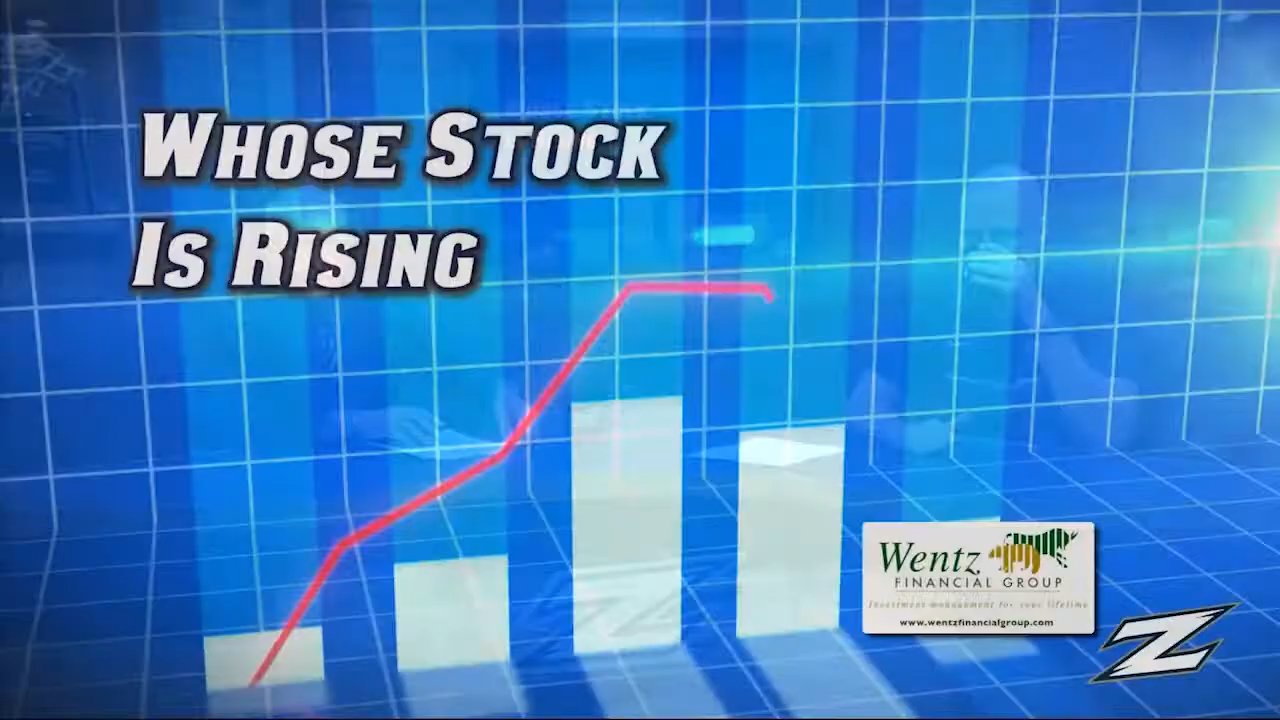 WHOSE STOCK
IS RISING
Wentz
FINANCIAL GROUP
Investment management for your lifetime
www.wentzfinancialgroup.com
Z